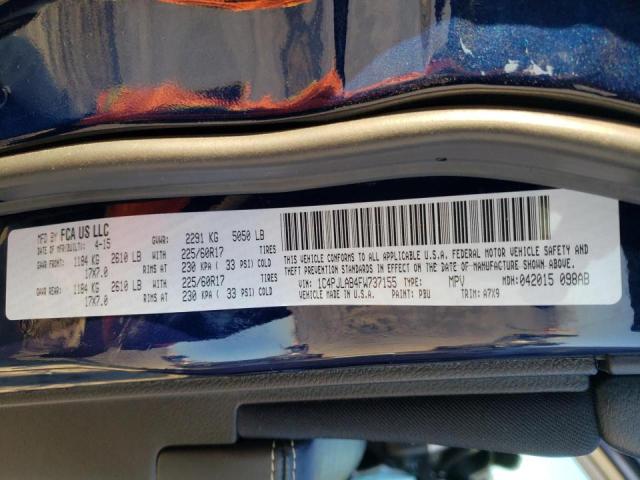 MFD BY FCA US LLC
DATE OF MFR/BUILT: 4-15
GVWR: 2291 KG 5050 LB
GAWR FRONT: 1184 KG 2610 LB WITH 225/60R17 TIRES
17X7.0 RIMS AT 230 KPA ( 33 PSI) COLD
GAWR REAR: 1184 KG 2610 LB WITH 225/60R17 TIRES
17X7.0 RIMS AT 230 KPA ( 33 PSI) COLD
THIS VEHICLE CONFORMS TO ALL APPLICABLE U.S.A. FEDERAL MOTOR VEHICLE SAFETY AND
THEFT PREVENTION STANDARDS IN EFFECT ON THE DATE OF MANUFACTURE SHOWN ABOVE.
VIN: 1C4PJLAB4FW737155 TYPE: MPV MDH: 042015 098AB
VEHICLE MADE IN U.S.A. PAINT: PBU TRIM: A7X9